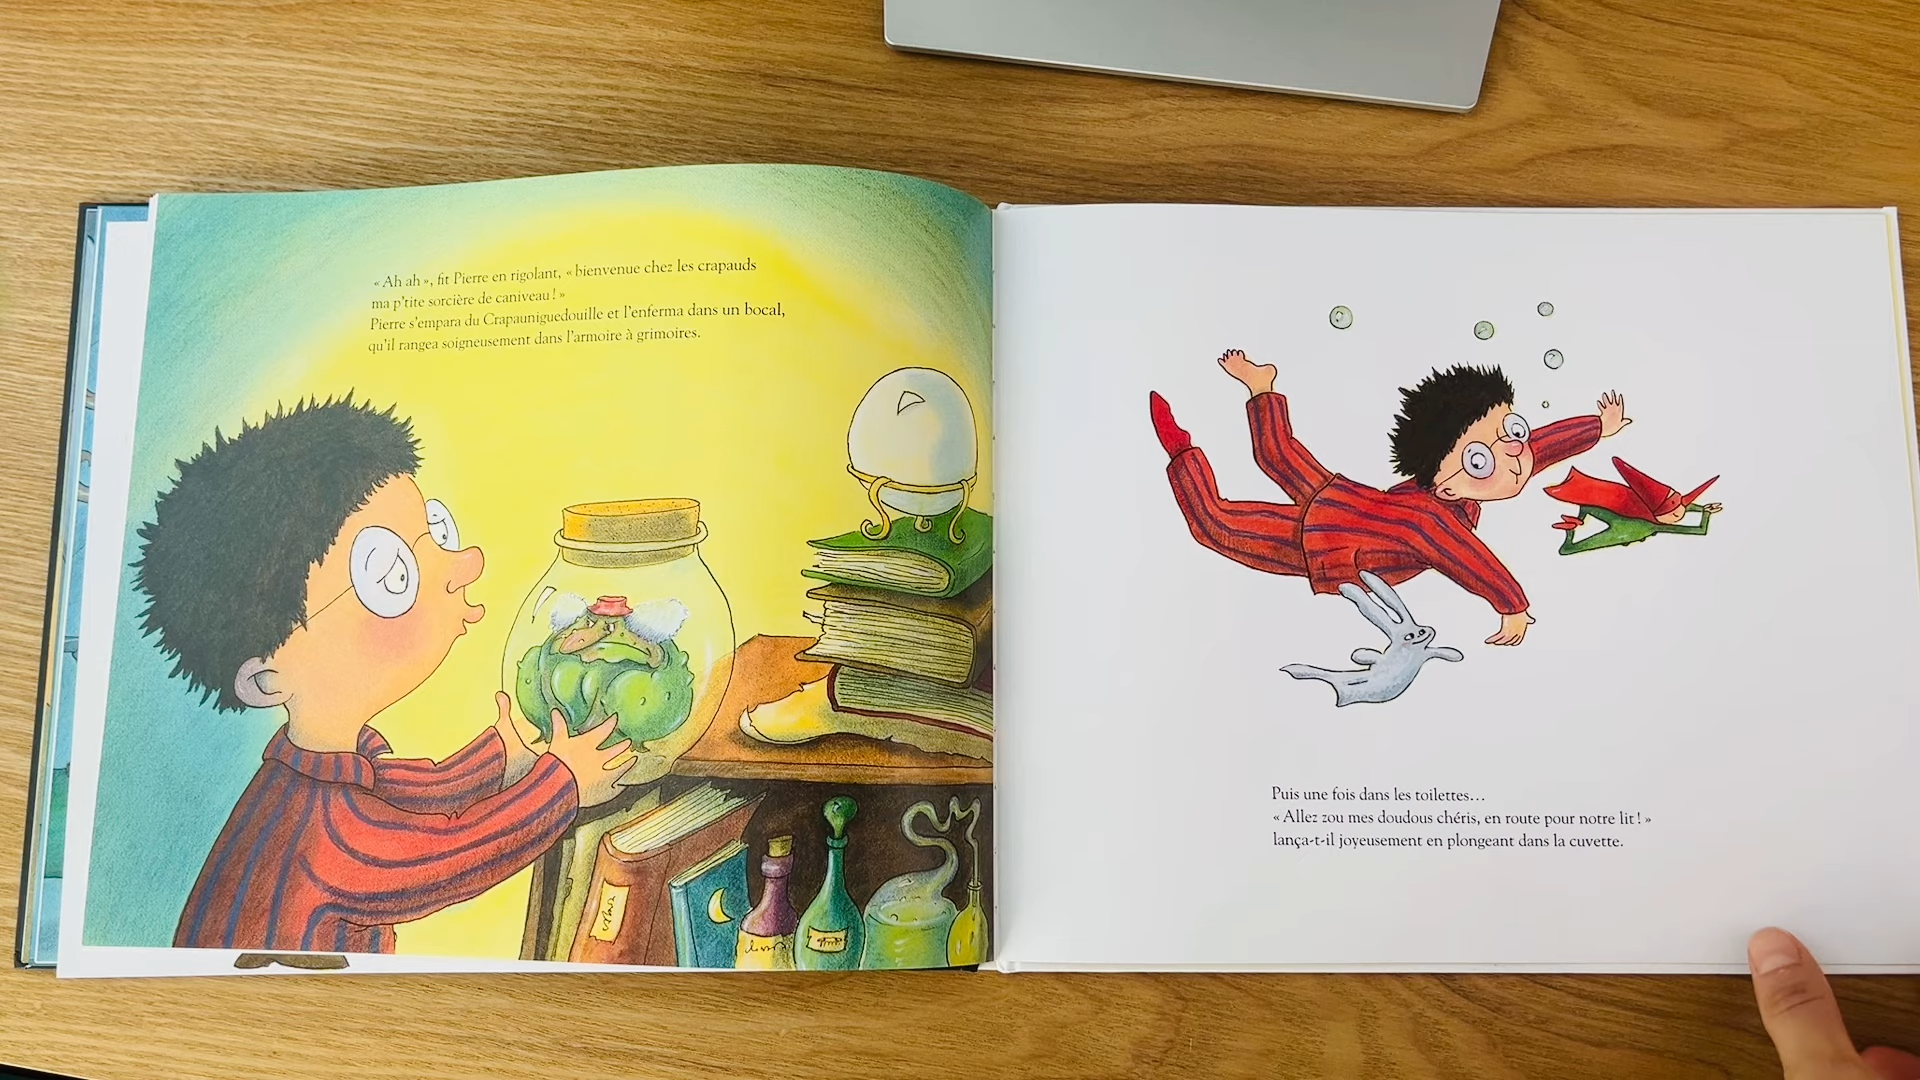 « Ah ah », fit Pierre en rigolant, « bienvenue chez les crapauds
ma p'tite sorcière de caniveau ! »
Pierre s'empara du Crapauniguedouille et l'enferma dans un bocal,
qu'il rangea soigneusement dans l'armoire à grimoires.
Puis une fois dans les toilettes…
« Allez zou mes doudous chéris, en route pour notre lit ! »
lança-t-il joyeusement en plongeant dans la cuvette.